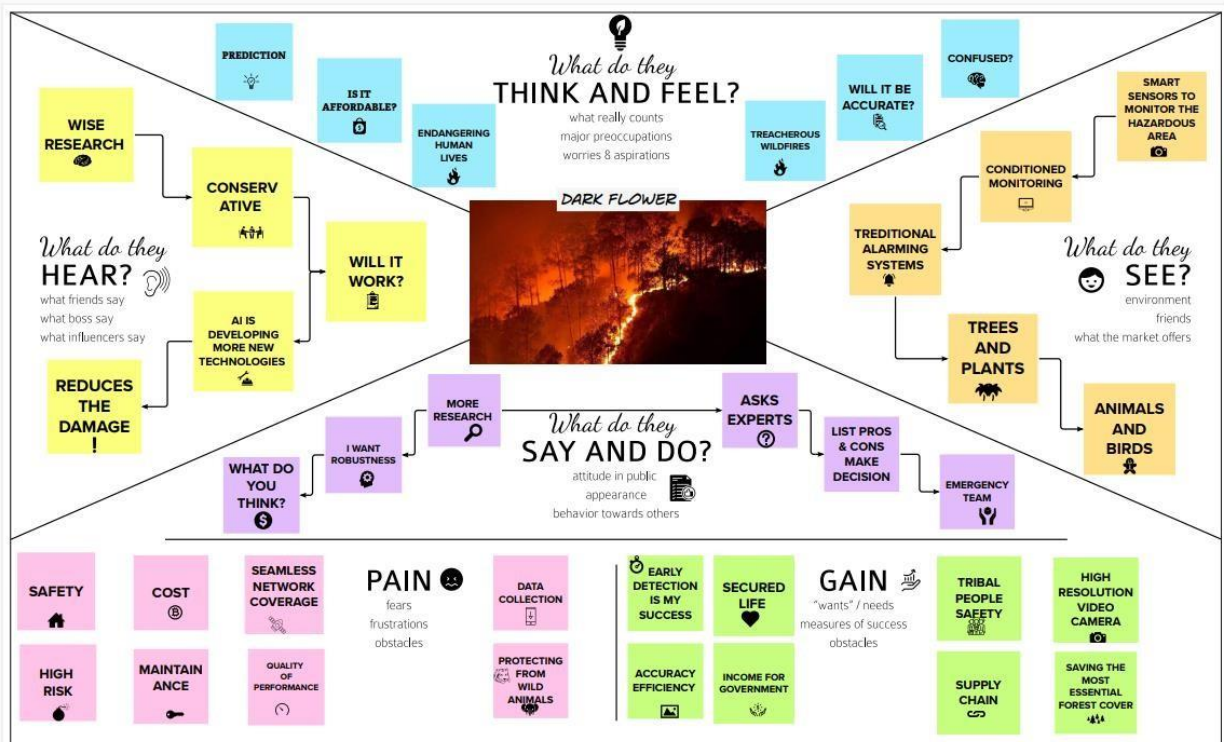 What do they
THINK AND FEEL?
what really counts
major preoccupations
worries & aspirations
PREDICTION
IS IT
AFFORDABLE?
ENDANGERING
HUMAN
LIVES
TREACHEROUS
WILDFIRES
WILL IT BE
ACCURATE?
CONFUSED?
What do they
HEAR?
what friends say
what boss say
what influencers say
WISE
RESEARCH
CONSERV
ATIVE
WILL IT
WORK?
AI IS
DEVELOPING
MORE NEW
TECHNOLOGIES
REDUCES
THE
DAMAGE
DARK FLOWER
What do they
SEE?
environment
friends
what the market offers
SMART
SENSORS TO
MONITOR THE
HAZARDOUS
AREA
CONDITIONED
MONITORING
TREDITIONAL
ALARMING
SYSTEMS
TREES
AND
PLANTS
ANIMALS
AND
BIRDS
What do they
SAY AND DO?
attitude in public
appearance
behavior towards others
MORE
RESEARCH
I WANT
ROBUSTNESS
WHAT DO
YOU
THINK?
ASKS
EXPERTS
LIST PROS
& CONS
MAKE
DECISION
EMERGENCY
TEAM
PAIN
fears
frustrations
obstacles
SAFETY
COST
SEAMLESS
NETWORK
COVERAGE
DATA
COLLECTION
HIGH
RISK
MAINTAIN
ANCE
QUALITY
OF
PERFORMANCE
PROTECTING
FROM
WILD
ANIMALS
GAIN
"wants" / needs
measures of success
obstacles
EARLY
DETECTION
IS MY
SUCCESS
SECURED
LIFE
TRIBAL
PEOPLE
SAFETY
HIGH
RESOLUTION
VIDEO
CAMERA
ACCURACY
EFFICIENCY
INCOME FOR
GOVERNMENT
SUPPLY
CHAIN
SAVING THE
MOST
ESSENTIAL
FOREST COVER